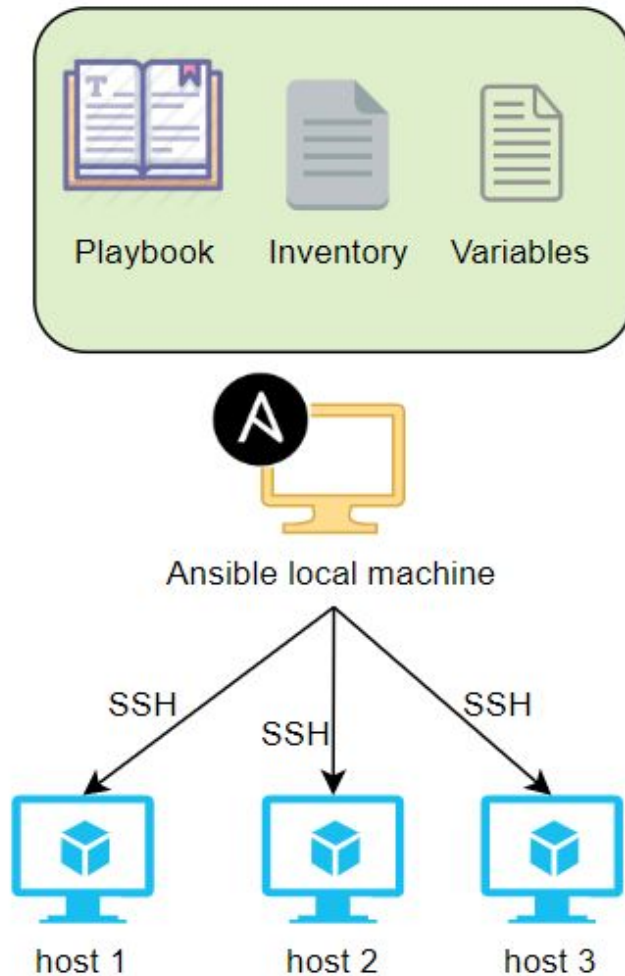 T
Playbook
Inventory
Variables
Ansible local machine
SSH
SSH
SSH
host 1
host 2
host 3